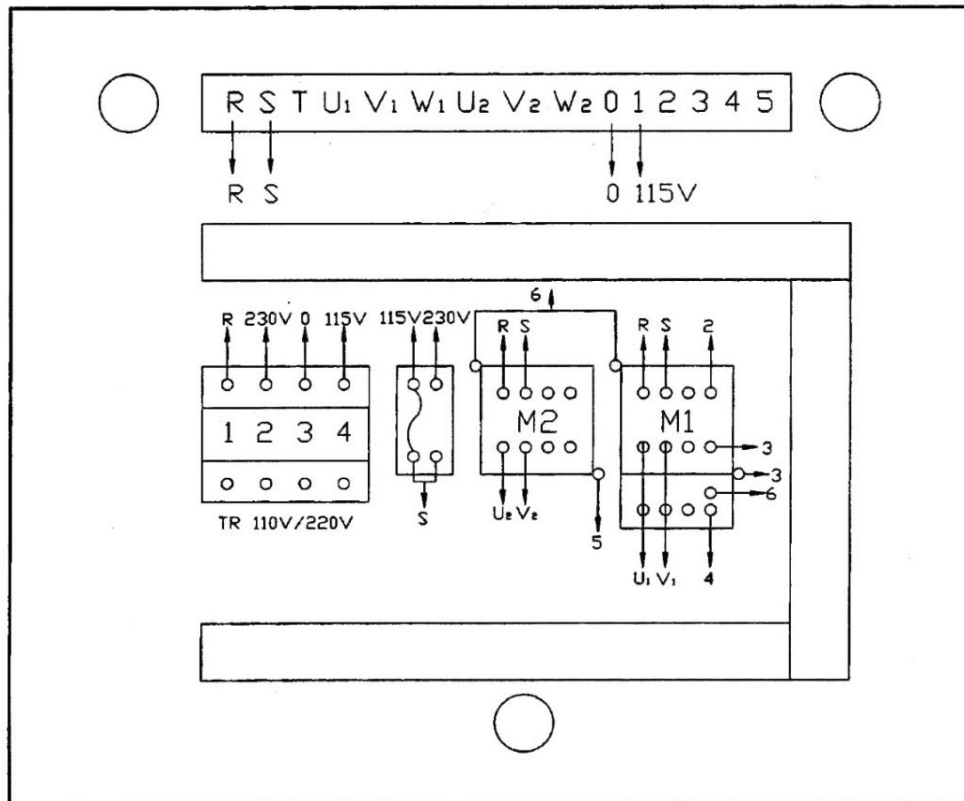 R S T U1 V1 W1 U2 V2 W2 0 1 2 3 4 5
R S 0 115V
6
R 230V 0 115V 115V 230V R S R S 2
1 2 3 4 M2 M1
3
3
6
TR 110V/220V S U2 V2 5 U1 V1 4